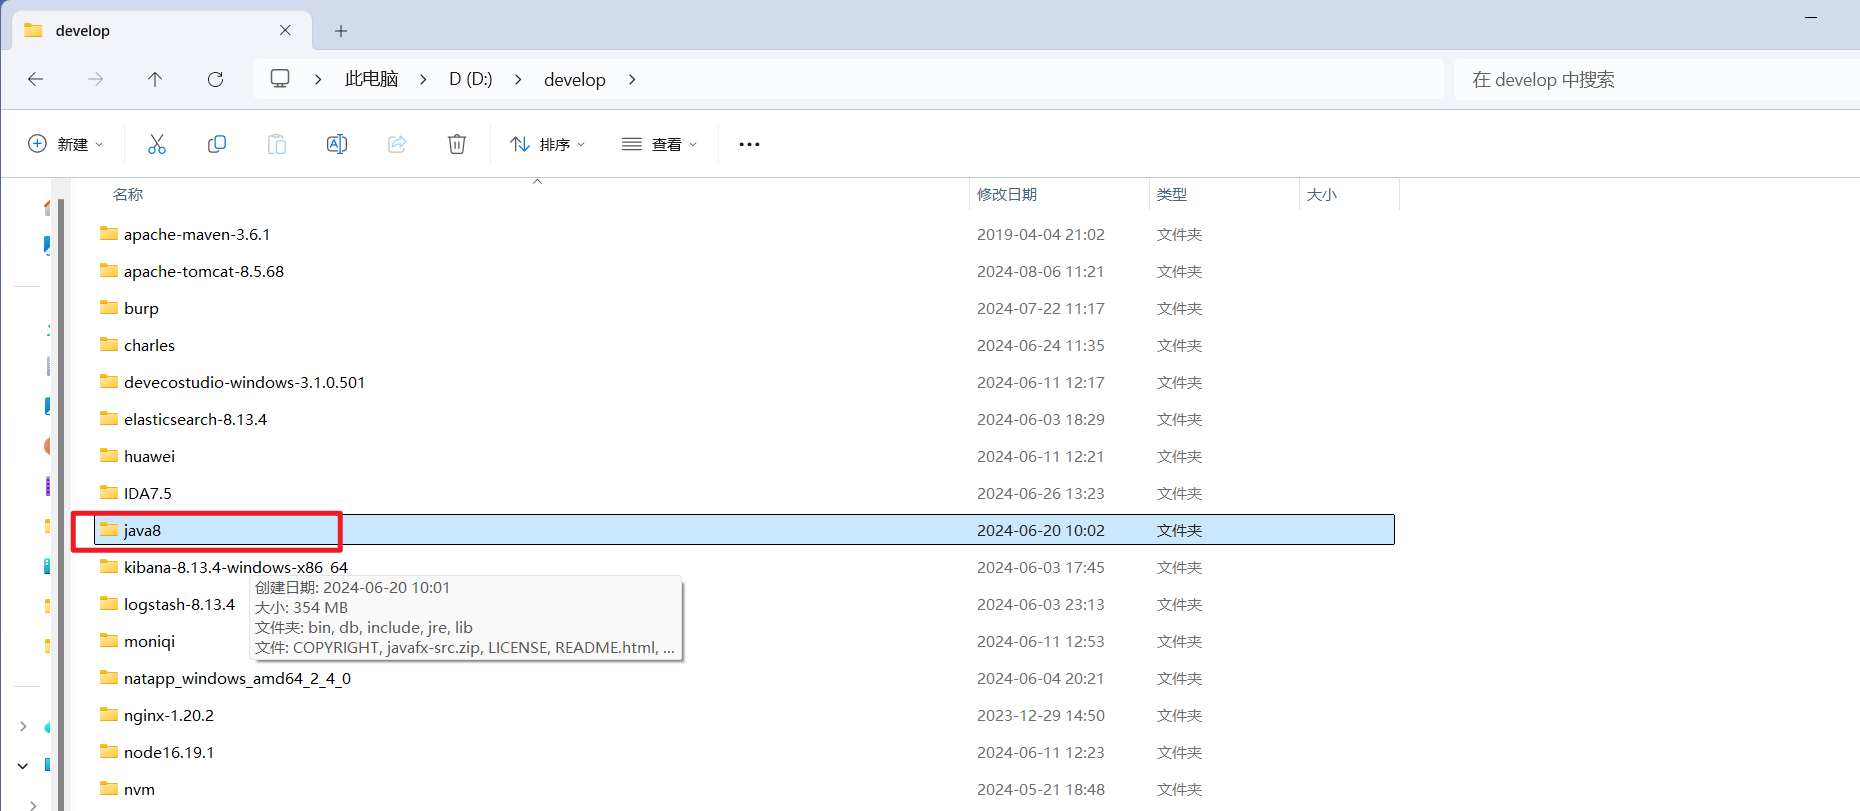 develop
此电脑 D (D:) develop
在 develop 中搜索
新建 排序 查看
名称 修改日期 类型 大小
apache-maven-3.6.1 2019-04-04 21:02 文件夹
apache-tomcat-8.5.68 2024-08-06 11:21 文件夹
burp 2024-07-22 11:17 文件夹
charles 2024-06-24 11:35 文件夹
devecostudio-windows-3.1.0.501 2024-06-11 12:17 文件夹
elasticsearch-8.13.4 2024-06-03 18:29 文件夹
huawei 2024-06-11 12:21 文件夹
IDA7.5 2024-06-26 13:23 文件夹
java8 2024-06-20 10:02 文件夹
kibana-8.13.4-windows-x86_64 2024-06-03 17:45 文件夹
创建日期: 2024-06-20 10:01
大小: 354 MB
文件夹: bin, db, include, jre, lib
文件: COPYRIGHT, javafx-src.zip, LICENSE, README.html, ...
logstash-8.13.4 2024-06-03 23:13 文件夹
moniqi 2024-06-11 12:53 文件夹
natapp_windows_amd64_2_4_0 2024-06-04 20:21 文件夹
nginx-1.20.2 2023-12-29 14:50 文件夹
node16.19.1 2024-06-11 12:23 文件夹
nvm 2024-05-21 18:48 文件夹